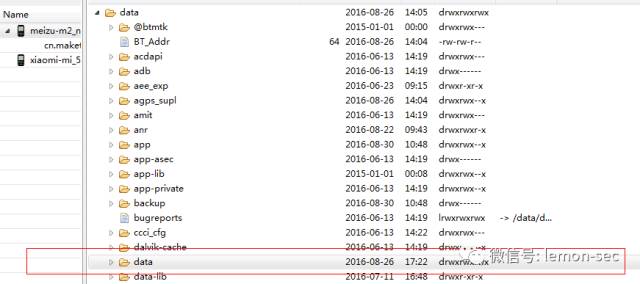 Name
meizu-m2_n
cn.maket
xiaomi-mi_5
data 2016-08-26 14:05 drwxrwxrwx
@btmtk 2015-01-01 00:00 drwxrwx---
BT_Addr 64 2016-08-26 14:04 -rw-rw-r--
acdapi 2016-06-13 14:19 drwxrwx---
adb 2016-06-13 14:19 drwx------
aee_exp 2016-06-23 09:15 drwxr-xr-x
agps_supl 2016-08-26 14:04 drwxrwx--x
amit 2016-06-13 14:19 drwxrwx---
anr 2016-08-22 09:43 drwxrwxr-x
app 2016-08-30 10:48 drwxrwx--x
app-asec 2016-06-13 14:19 drwx------
app-lib 2015-01-01 00:08 drwxrwx--x
app-private 2016-06-13 14:19 drwxrwx--x
backup 2016-08-30 10:48 drwx------
bugreports 2016-06-13 14:19 lrwxrwxrwx -> /data/d...
ccci_cfg 2016-06-13 14:22 drwxrwx---
dalvik-cache 2016-06-13 14:19
data 2016-08-26 17:22
微信号: lemon-sec
data-lib 2016-07-11 16:48 drwxr-xr-x